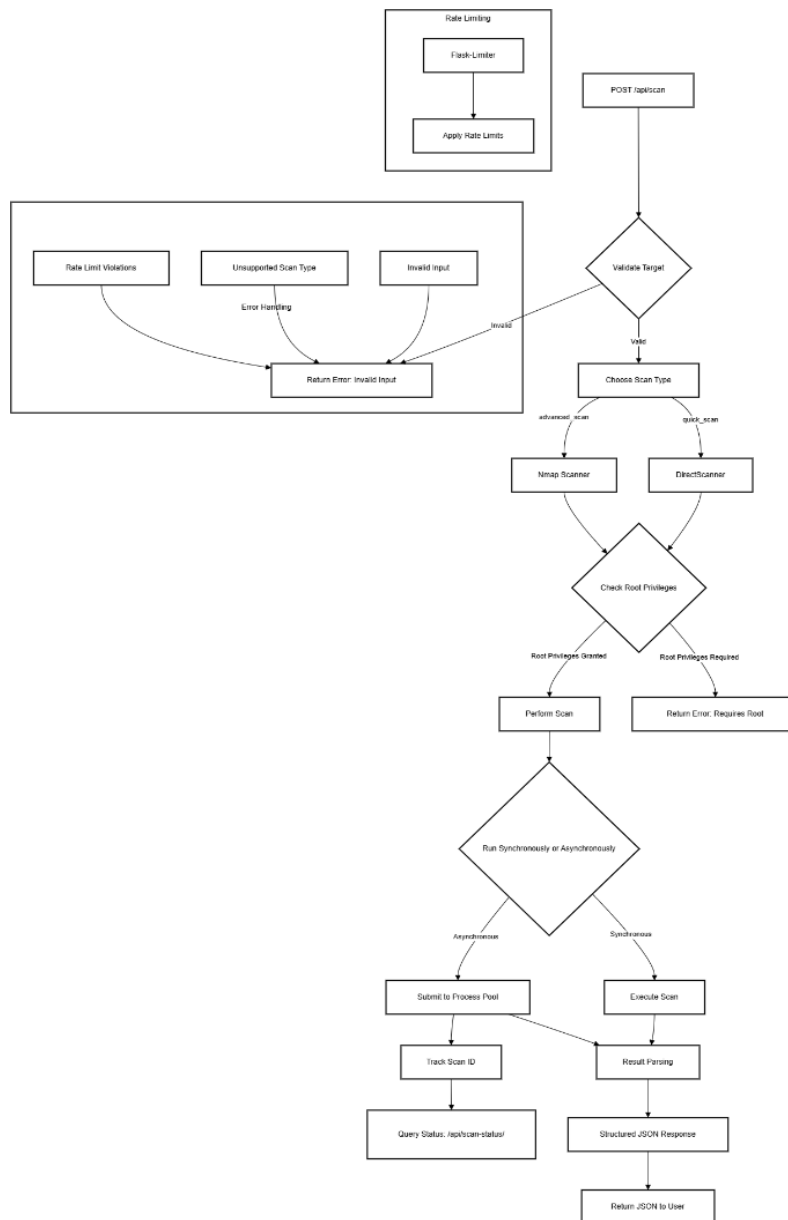 Rate Limiting
Flask-Limiter
POST /api/scan
Apply Rate Limits
Rate Limit Violations
Unsupported Scan Type
Invalid Input
Validate Target
Error Handling
Invalid
Valid
Return Error: Invalid Input
Choose Scan Type
advanced_scan
quick_scan
Nmap Scanner
DirectScanner
Check Root Privileges
Root Privileges Granted
Root Privileges Required
Perform Scan
Return Error: Requires Root
Run Synchronously or Asynchronously
Asynchronous
Synchronous
Submit to Process Pool
Execute Scan
Track Scan ID
Result Parsing
Query Status: /api/scan-status/
Structured JSON Response
Return JSON to User